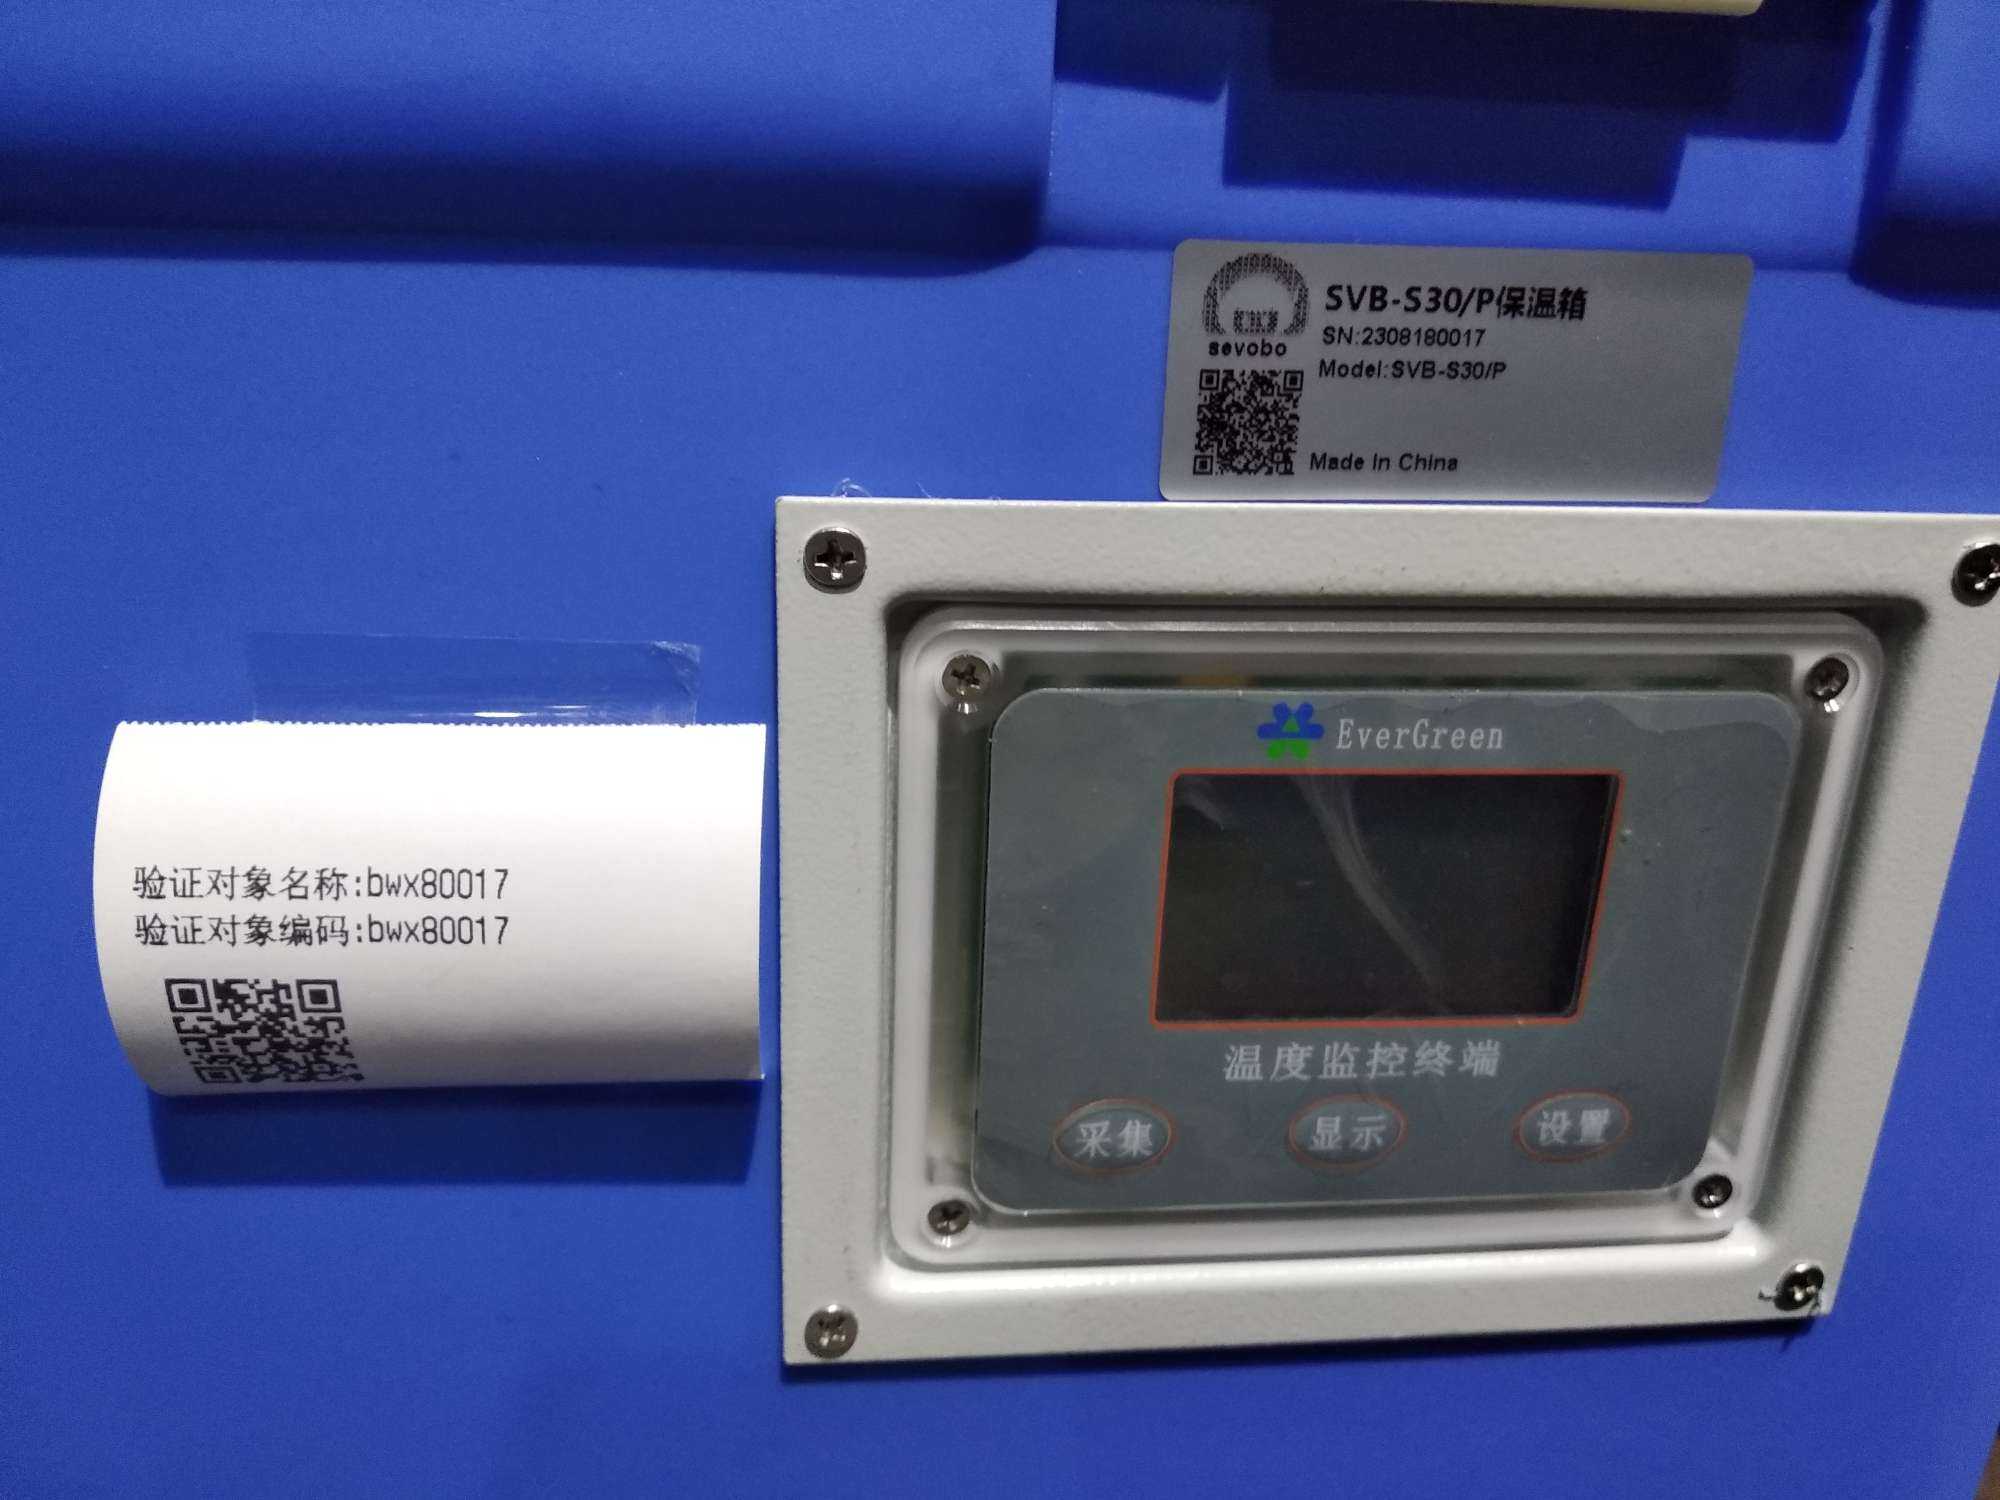 sevobo
SVB-S30/P保温箱
SN:2308180017
Model:SVB-S30/P
Made In China
EverGreen
验证对象名称:bwx80017
验证对象编码:bwx80017
温度监控终端
采集
显示
设置